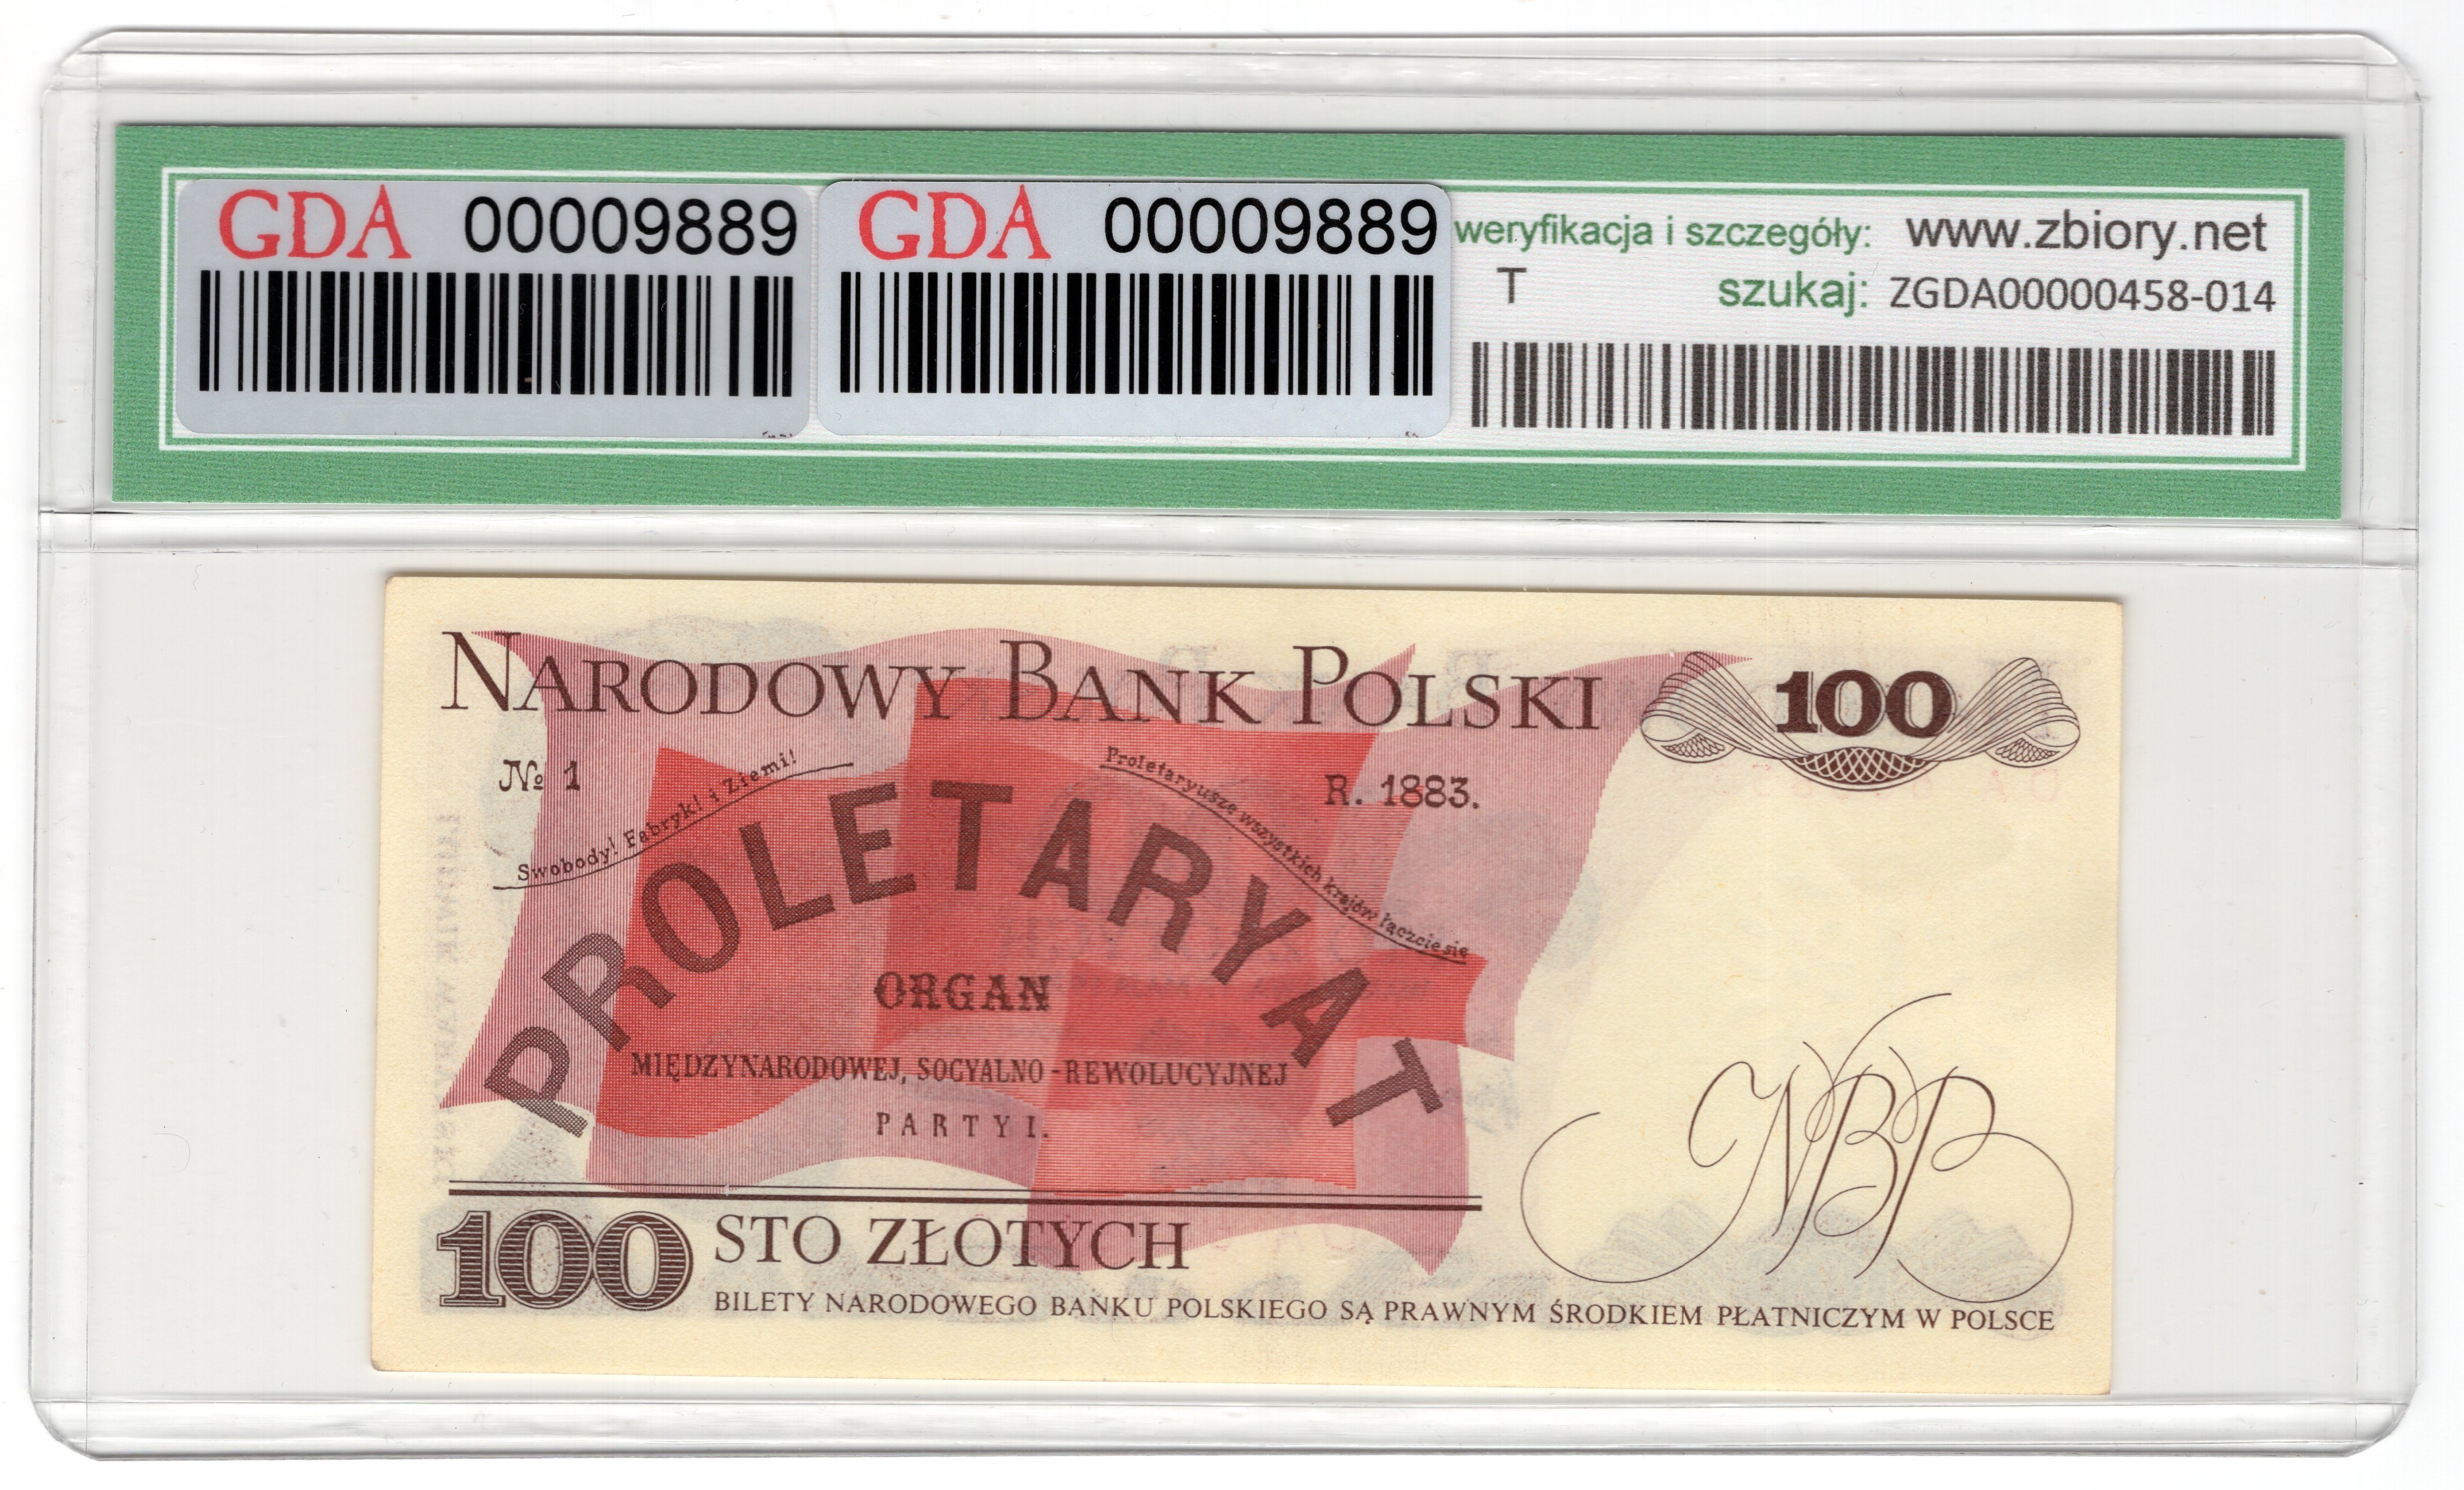 GDA 00009889
GDA 00009889
weryfikacja i szczegóły: www.zbiory.net
T szukaj: ZGDA00000458-014
NARODOWY BANK POLSKI 100
№ 1
R. 1883.
Swobody! Fabryk! i Ziemi!
Proletaryusze wszystkich krajów łączcie się
PROLETARYAT
ORGAN
MIĘDZYNARODOWEJ, SOCYALNO-REWOLUCYJNEJ
PARTYI.
NBP
100 STO ZŁOTYCH
BILETY NARODOWEGO BANKU POLSKIEGO SĄ PRAWNYM ŚRODKIEM PŁATNICZYM W POLSCE